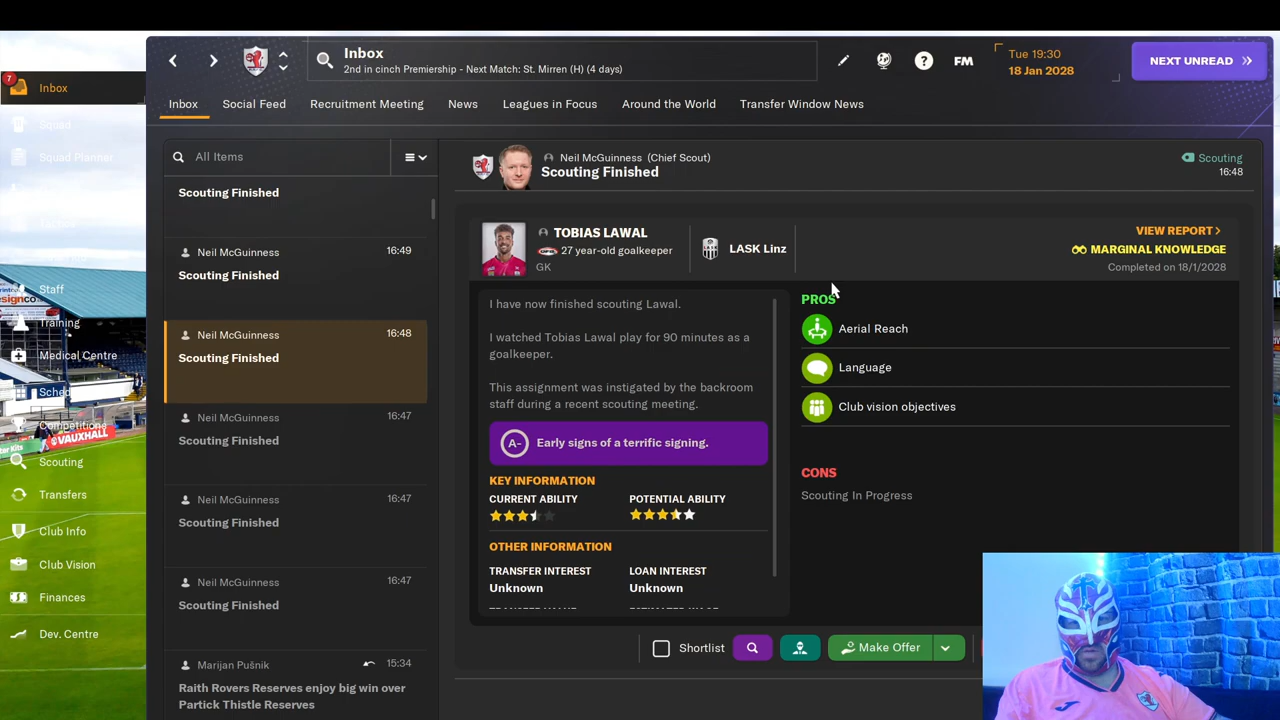 Inbox
2nd in cinch Premiership - Next Match: St. Mirren (H) (4 days)
FM
Tue 19:30
18 Jan 2028
NEXT UNREAD
7
Inbox
Squad
Squad Planner
Staff
Training
Medical Centre
Sched
Competitions
Scouting
Transfers
Club Info
Club Vision
Finances
Dev. Centre
Inbox
Social Feed
Recruitment Meeting
News
Leagues in Focus
Around the World
Transfer Window News
All Items
Scouting Finished
Neil McGuinness 16:49
Scouting Finished
Neil McGuinness 16:48
Scouting Finished
Neil McGuinness 16:47
Scouting Finished
Neil McGuinness 16:47
Scouting Finished
Neil McGuinness 16:47
Scouting Finished
Marijan Pušnik 15:34
Raith Rovers Reserves enjoy big win over
Partick Thistle Reserves
Neil McGuinness (Chief Scout)
Scouting Finished
Scouting
16:48
TOBIAS LAWAL
27 year-old goalkeeper
GK
LASK Linz
VIEW REPORT >
MARGINAL KNOWLEDGE
Completed on 18/1/2028
I have now finished scouting Lawal.
I watched Tobias Lawal play for 90 minutes as a
goalkeeper.
This assignment was instigated by the backroom
staff during a recent scouting meeting.
A- Early signs of a terrific signing.
KEY INFORMATION
CURRENT ABILITY
POTENTIAL ABILITY
OTHER INFORMATION
TRANSFER INTEREST
Unknown
LOAN INTEREST
Unknown
PROS
Aerial Reach
Language
Club vision objectives
CONS
Scouting In Progress
Shortlist
Make Offer
VAUXHALL